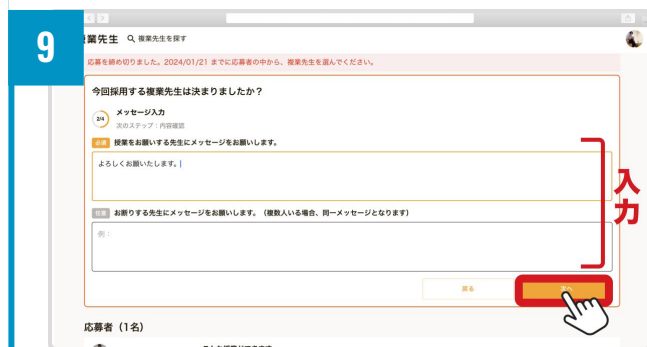 9
複業先生 複業先生を探す
応募を締め切りました。2024/01/21 までに応募者の中から、複業先生を選んでください。
今回採用する複業先生は決まりましたか？
2/4 メッセージ入力
次のステップ：内容確認
必須 授業をお願いする先生にメッセージをお願いします。
よろしくお願いたします。
任意 お断りする先生にメッセージをお願いします。（複数人いる場合、同一メッセージとなります）
例：
入力
戻る
次へ
応募者（1名）